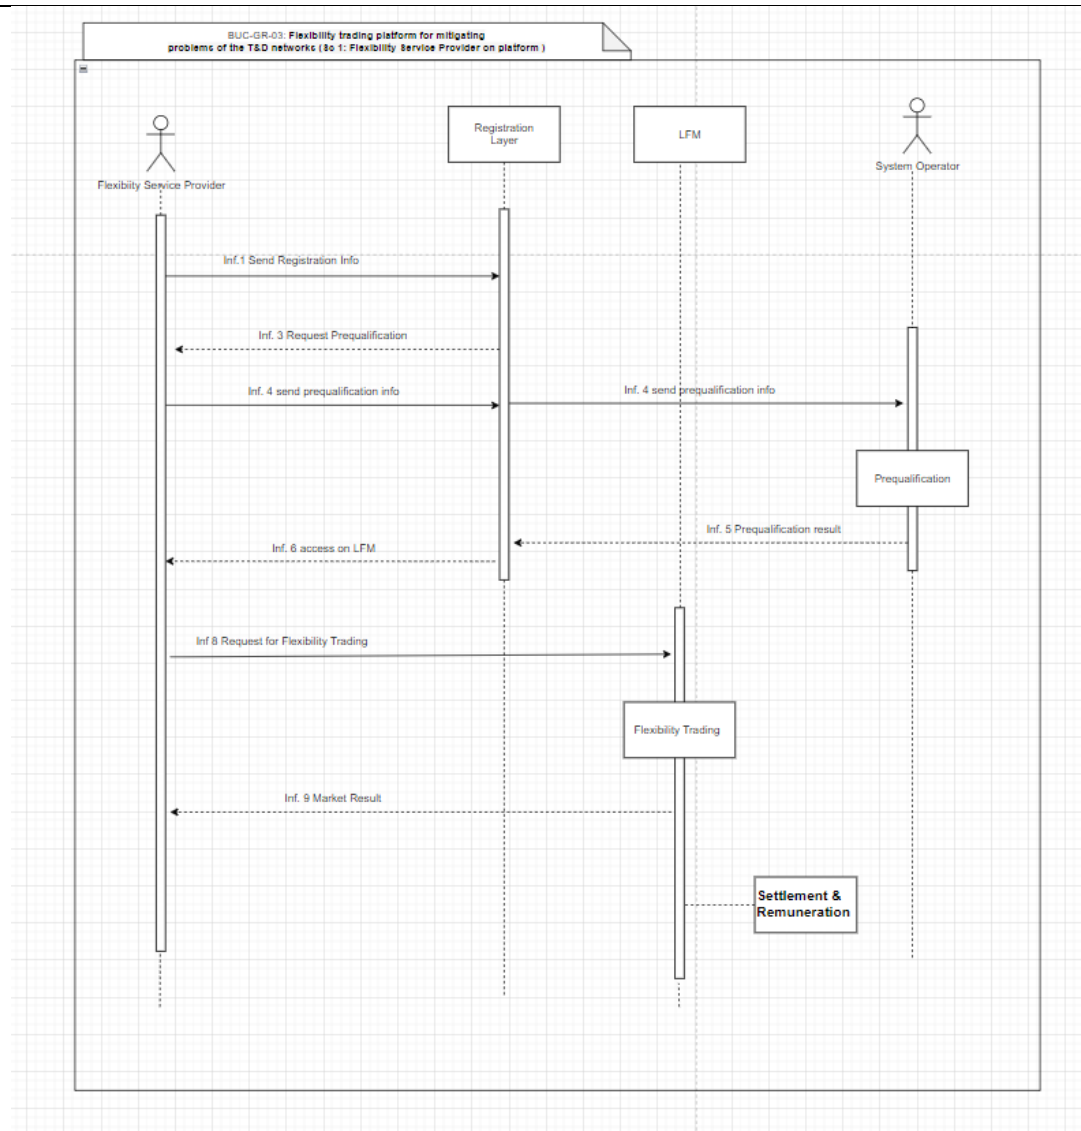 BUC-GR-03: Flexibility trading platform for mitigating
problems of the T&D networks (So 1: Flexibility Service Provider on platform )
Registration
Layer
LFM
System Operator
Flexibiity Service Provider
Inf.1 Send Registration Info
Inf. 3 Request Prequalification
Inf. 4 send prequalification info
Inf. 4 send prequalification info
Prequalification
Inf. 5 Prequalification result
Inf. 6 access on LFM
Inf 8 Request for Flexibility Trading
Flexibility Trading
Inf. 9 Market Result
Settlement &
Remuneration